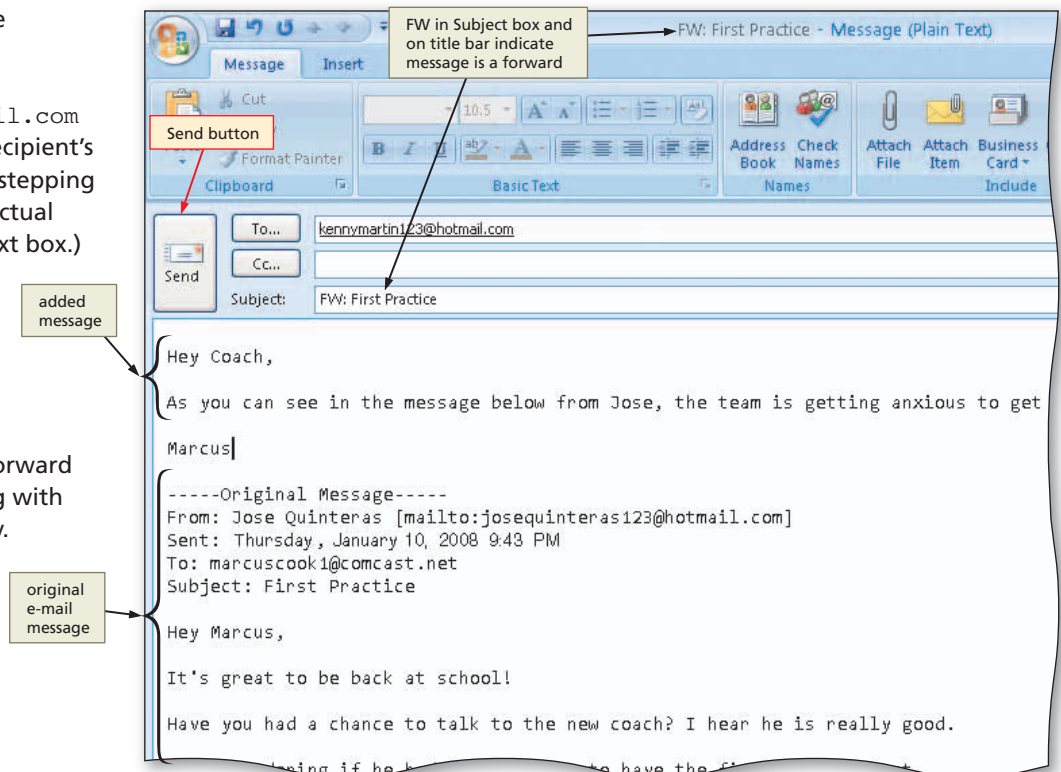 e
FW in Subject box and
on title bar indicate
message is a forward
FW: First Practice - Message (Plain Text)
Message Insert
il.com
ecipient's
stepping
ctual
xt box.)
Cut
Send button
Format Painter
Clipboard
10.5
B I U
Basic Text
Address Book
Check Names
Names
Attach File
Attach Item
Business Card
Include
Send
To... kennymartin123@hotmail.com
Cc...
Subject: FW: First Practice
added
message
Hey Coach,
As you can see in the message below from Jose, the team is getting anxious to get
Marcus
orward
g with
y.
-----Original Message-----
From: Jose Quinteras [mailto:josequinteras123@hotmail.com]
Sent: Thursday, January 10, 2008 9:43 PM
To: marcuscook1@comcast.net
Subject: First Practice
original
e-mail
message
Hey Marcus,
It's great to be back at school!
Have you had a chance to talk to the new coach? I hear he is really good.
if he
to have the